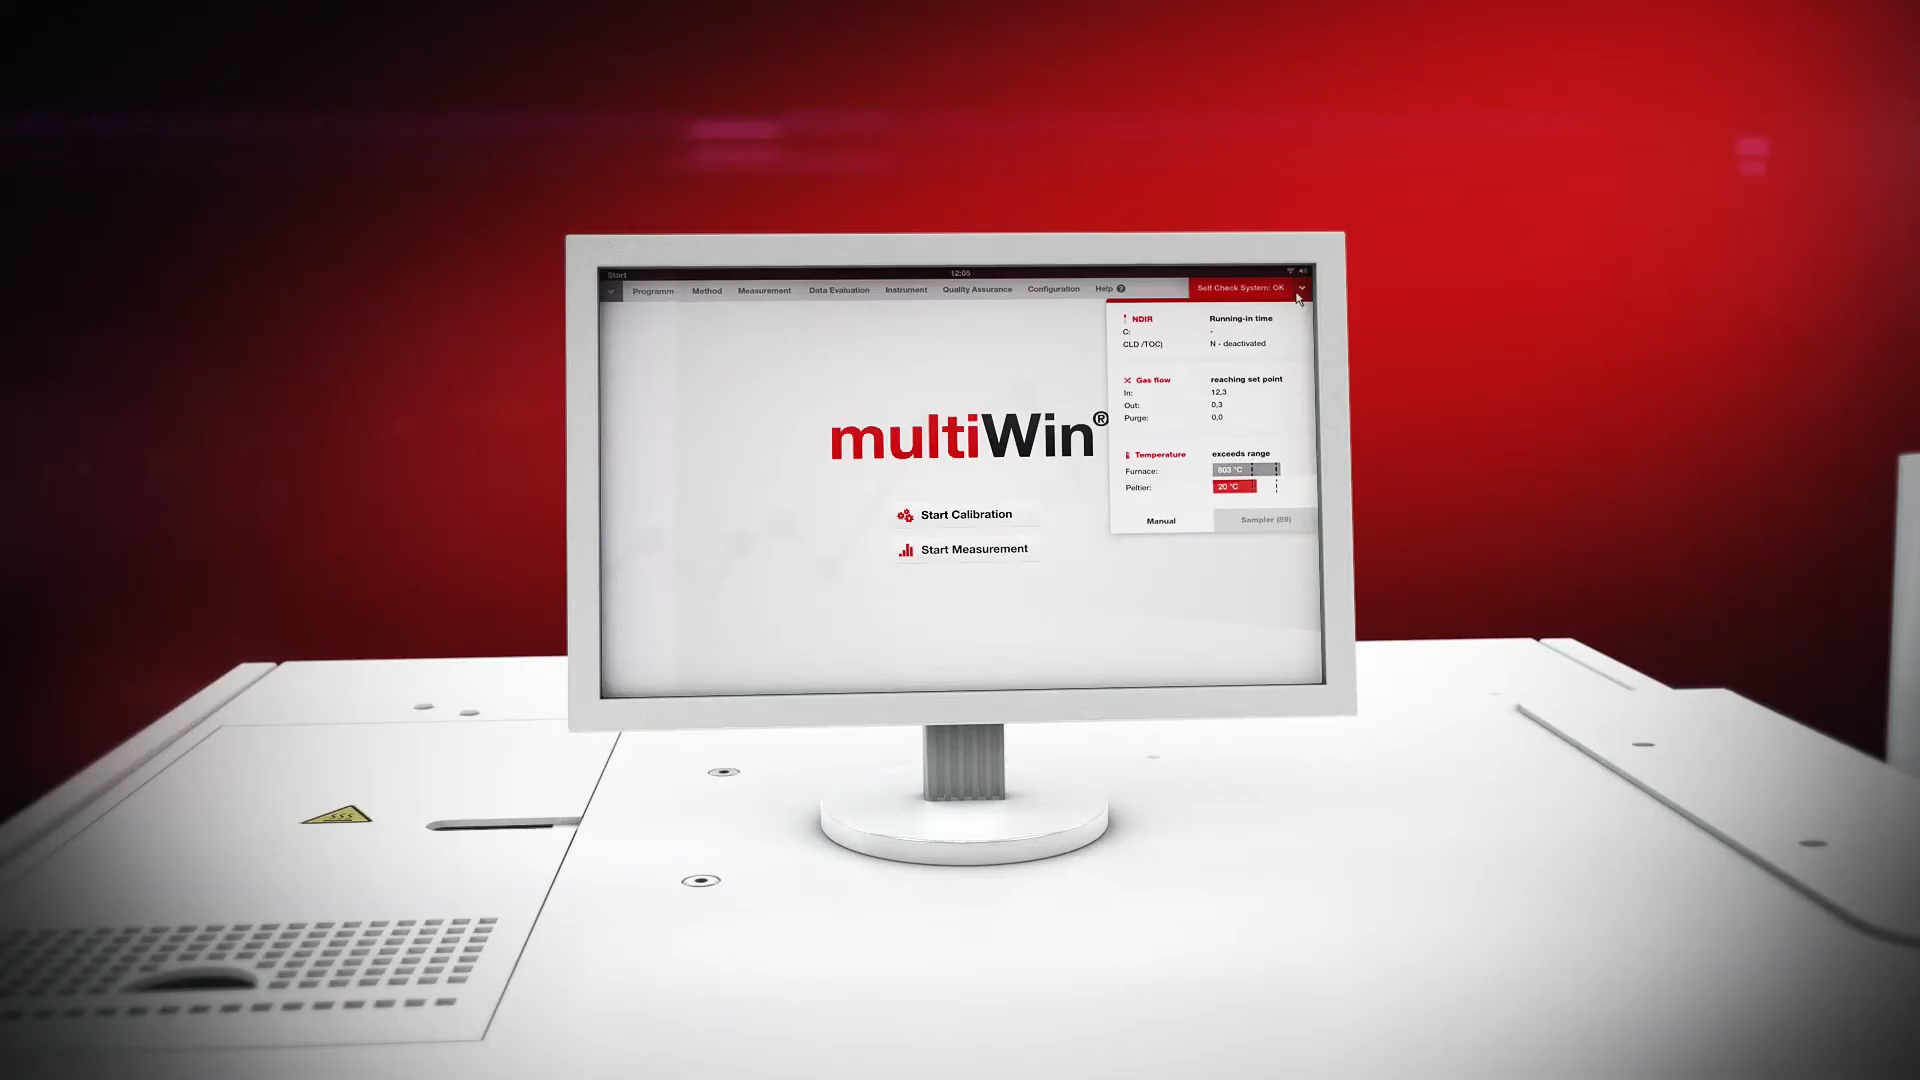 Start 12:05
Programm Method Measurement Data Evaluation Instrument Quality Assurance Configuration Help ? Self Check System: OK
NDIR Running-in time
C: -
CLD /TOC) N - deactivated
Gas flow reaching set point
In: 12,3
Out: 0,3
Purge: 0,0
multiWin®
Temperature exceeds range
Furnace: 803 °C
Peltier: 20 °C
Manual Sampler (89)
Start Calibration
Start Measurement